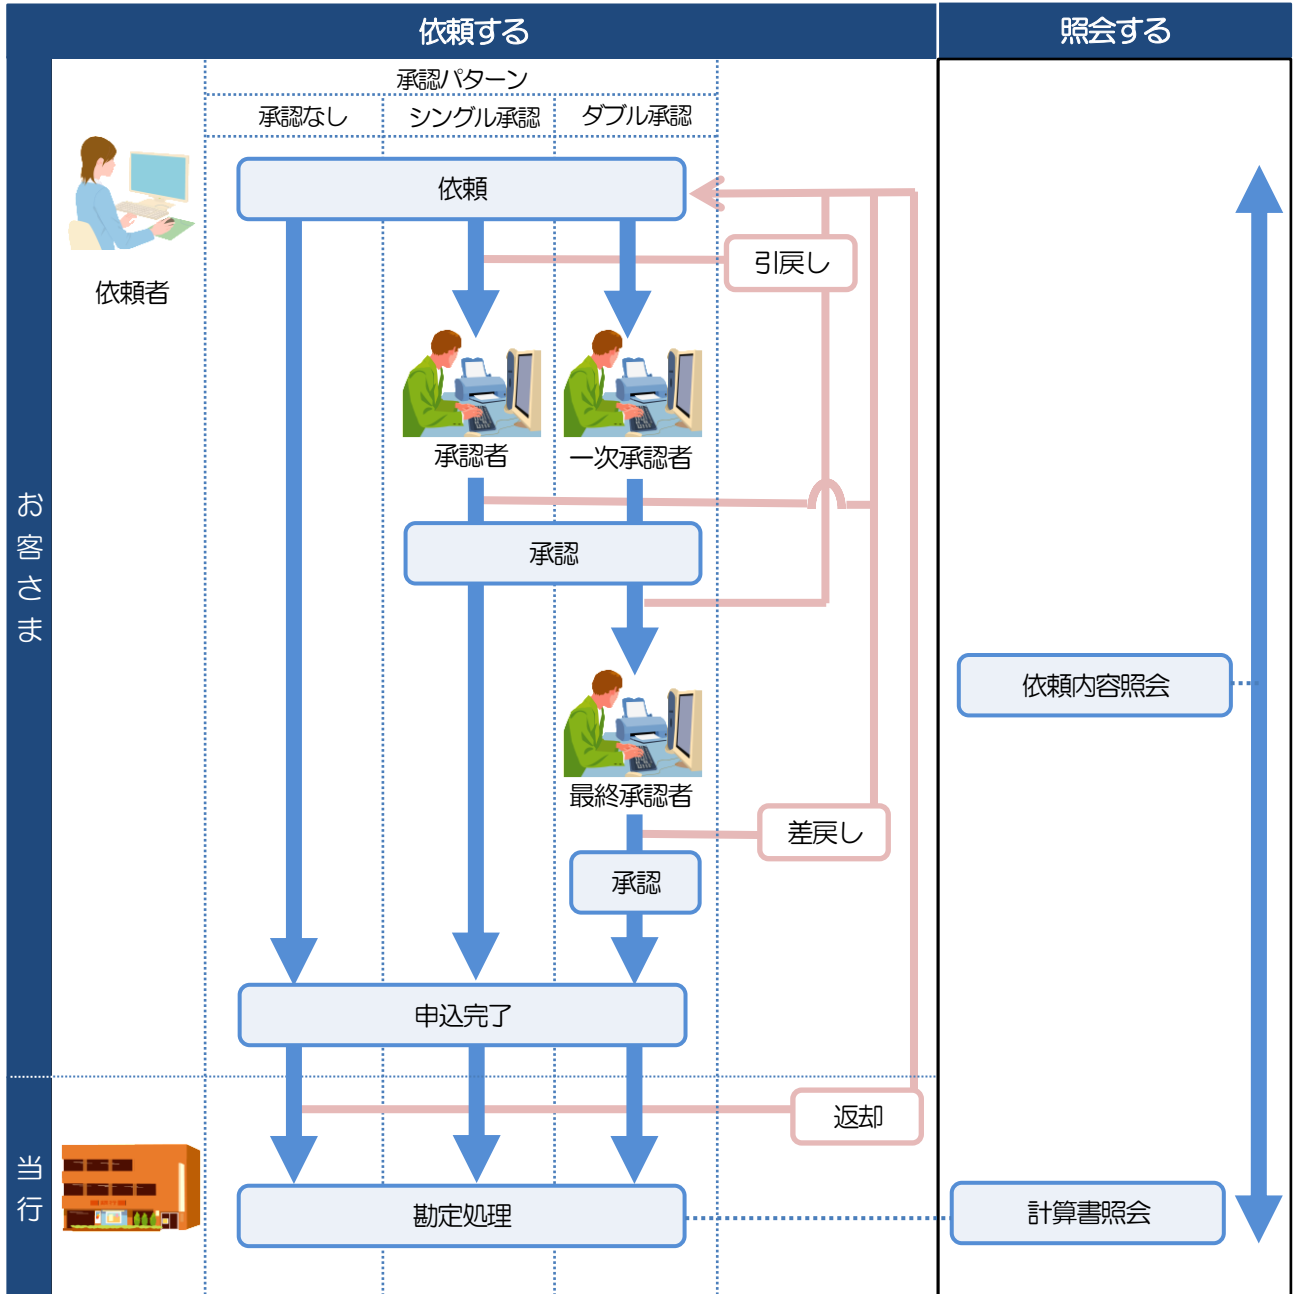 依頼する
照会する
承認パターン
承認なし
シングル承認
ダブル承認
依頼
引戻し
依頼者
承認者
一次承認者
お客さま
承認
依頼内容照会
最終承認者
差戻し
承認
申込完了
返却
当行
勘定処理
計算書照会